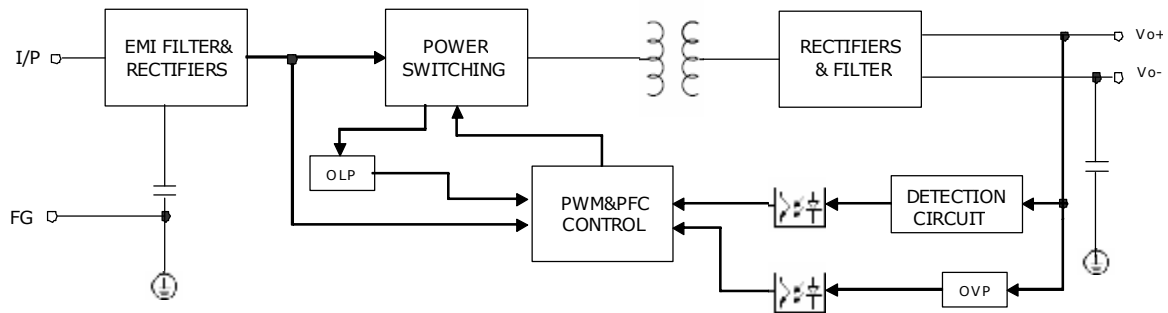 I/P
EMI FILTER&
RECTIFIERS
POWER
SWITCHING
RECTIFIERS
& FILTER
Vo+
Vo-
OLP
FG
PWM&PFC
CONTROL
DETECTION
CIRCUIT
OVP